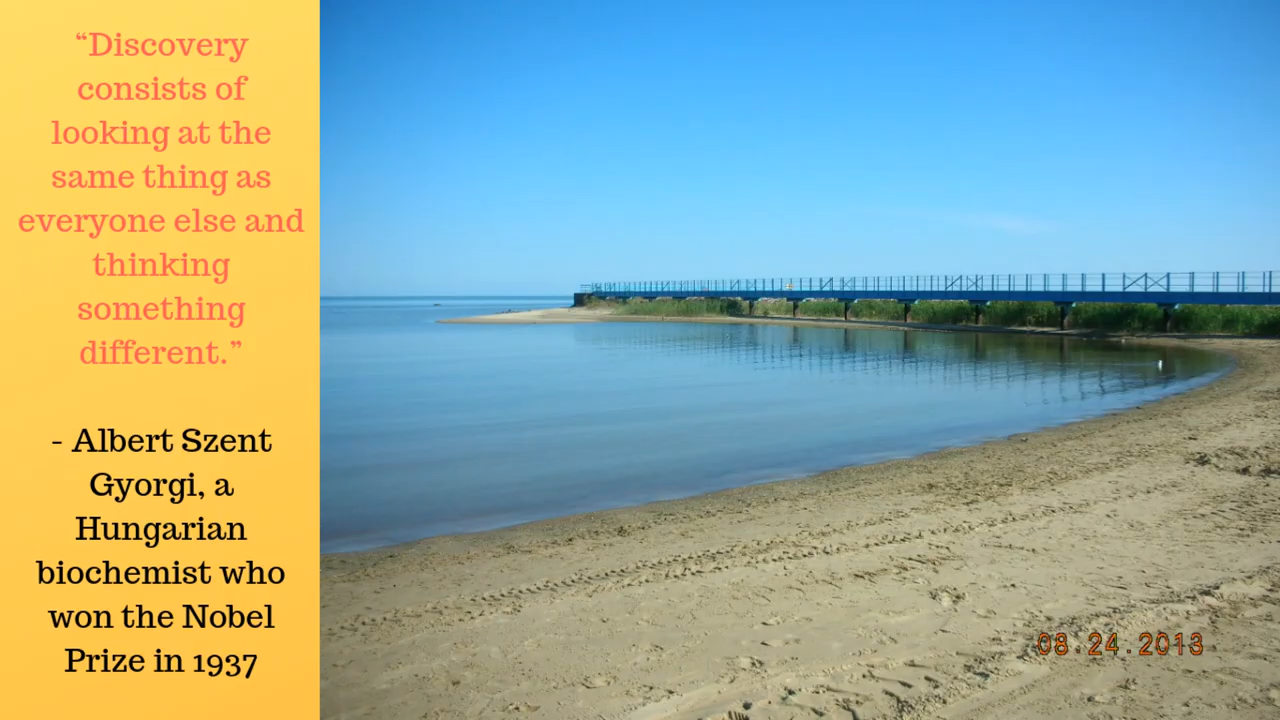 “Discovery
consists of
looking at the
same thing as
everyone else and
thinking
something
different.”
- Albert Szent
Gyorgi, a
Hungarian
biochemist who
won the Nobel
Prize in 1937
08.24.2013